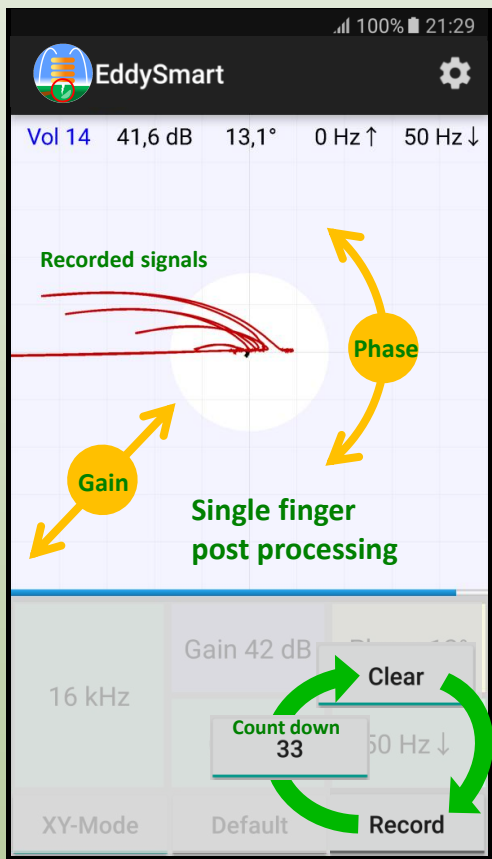 100% 21:29
EddySmart
Vol 14 41,6 dB 13,1° 0 Hz↑ 50 Hz↓
Recorded signals
Phase
Gain
Single finger
post processing
Gain 42 dB
Clear
16 kHz
Count down
33
50 Hz↓
XY-Mode Default Record